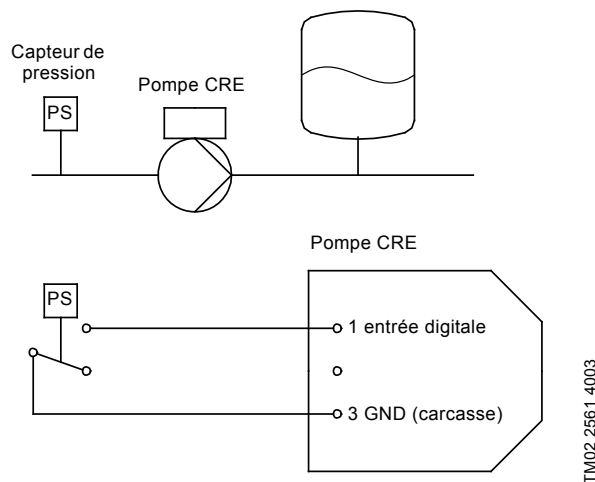 Capteur de
pression
Pompe CRE
PS
Pompe CRE
PS
1 entrée digitale
3 GND (carcasse)
TM02 2561 4003